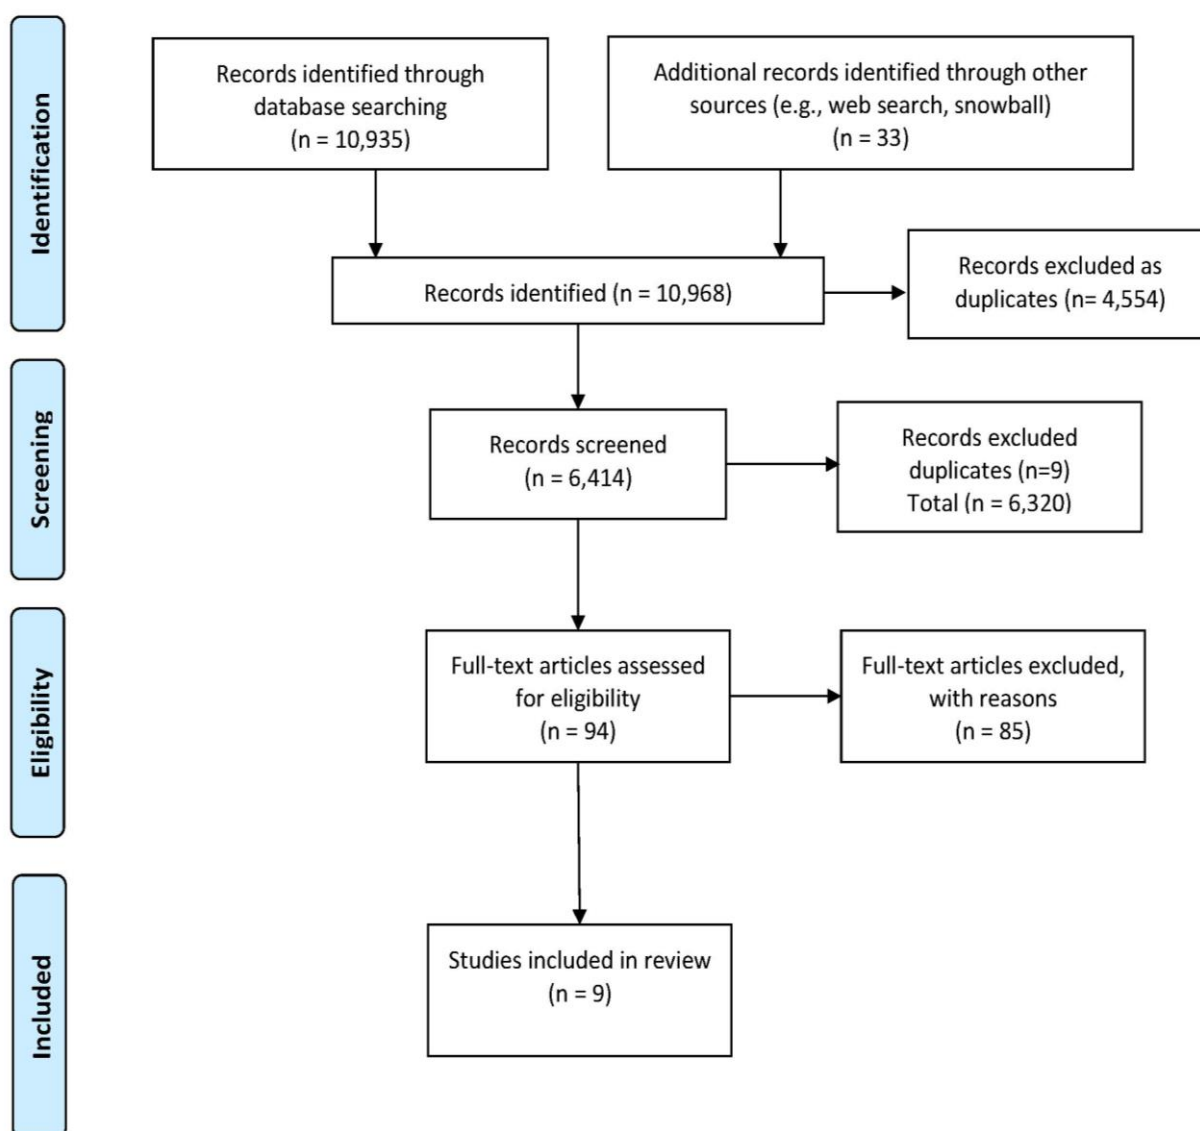 Identification
Records identified through
database searching
(n = 10,935)
Additional records identified through other
sources (e.g., web search, snowball)
(n = 33)
Records identified (n = 10,968)
Records excluded as
duplicates (n= 4,554)
Screening
Records screened
(n = 6,414)
Records excluded
duplicates (n=9)
Total (n = 6,320)
Eligibility
Full-text articles assessed
for eligibility
(n = 94)
Full-text articles excluded,
with reasons
(n = 85)
Included
Studies included in review
(n = 9)